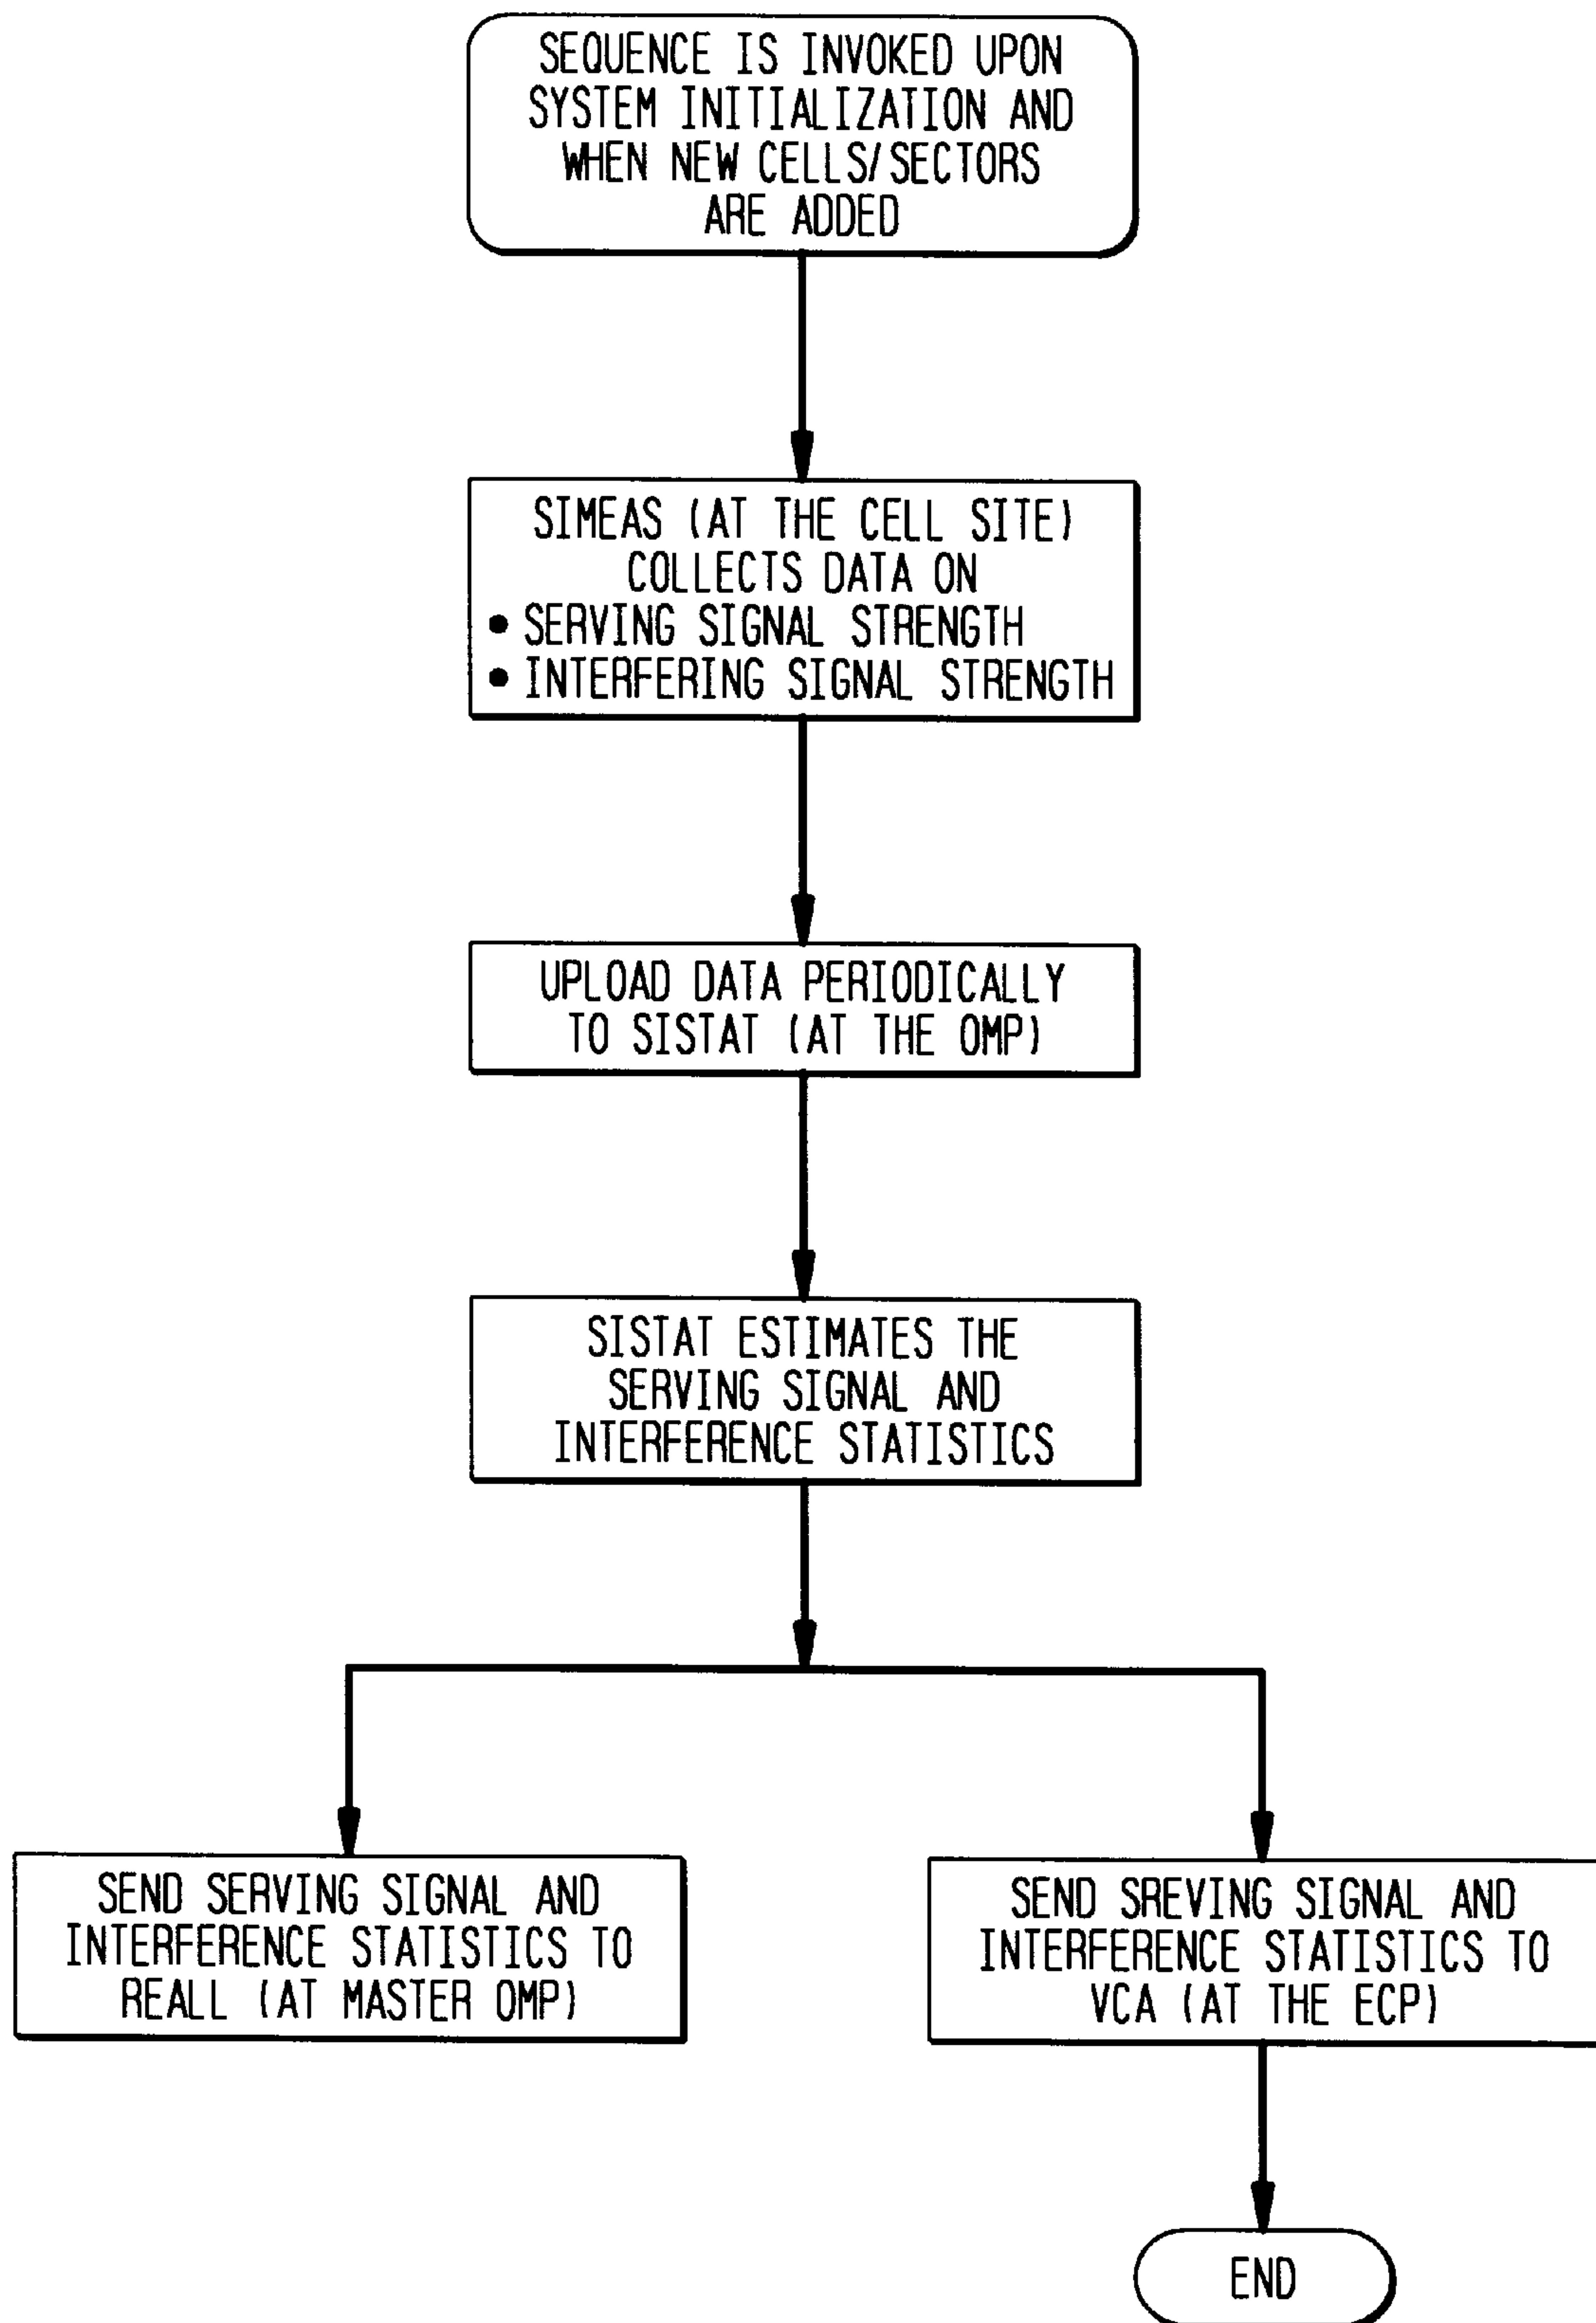 SEQUENCE IS INVOKED UPON
SYSTEM INITIALIZATION AND
WHEN NEW CELLS/SECTORS
ARE ADDED
SIMEAS (AT THE CELL SITE)
COLLECTS DATA ON
• SERVING SIGNAL STRENGTH
• INTERFERING SIGNAL STRENGTH
UPLOAD DATA PERIODICALLY
TO SISTAT (AT THE OMP)
SISTAT ESTIMATES THE
SERVING SIGNAL AND
INTERFERENCE STATISTICS
SEND SERVING SIGNAL AND
INTERFERENCE STATISTICS TO
REALL (AT MASTER OMP)
SEND SREVING SIGNAL AND
INTERFERENCE STATISTICS TO
VCA (AT THE ECP)
END